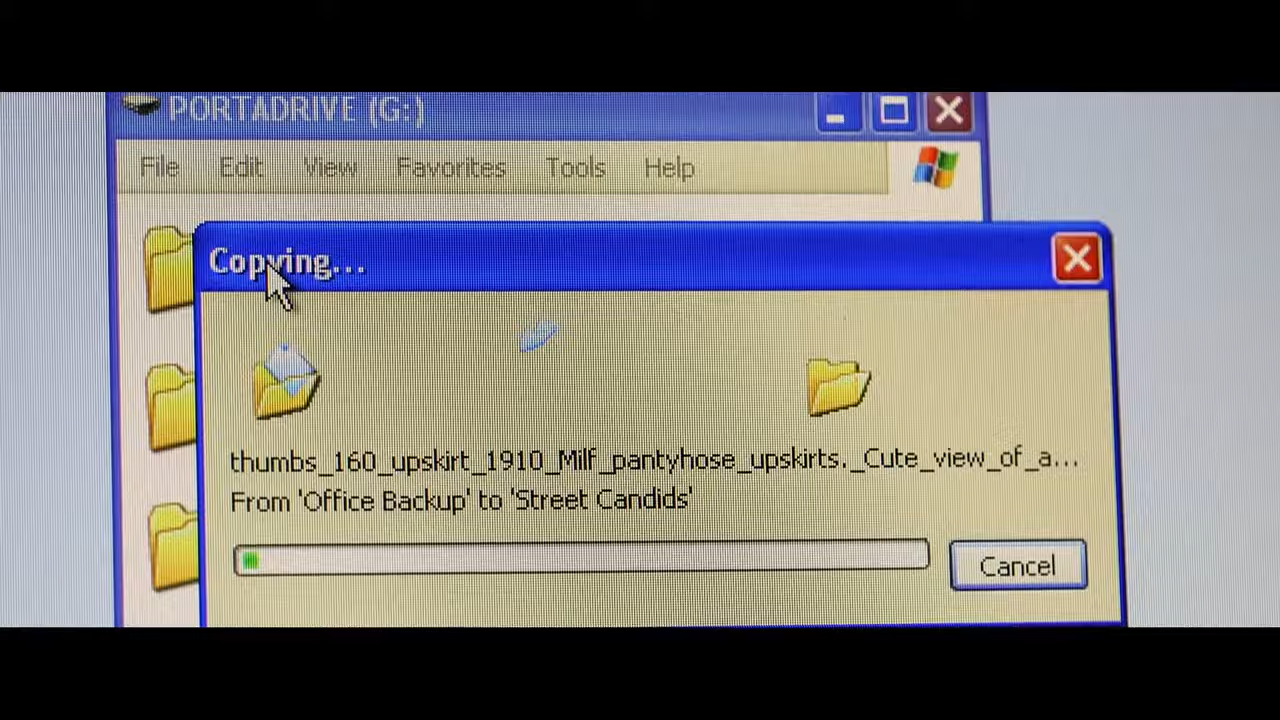 PORTADRIVE (G:)
File Edit View Favorites Tools Help
Copying...
thumbs_160_upskirt_1910_Milf_pantyhose_upskirts._Cute_view_of_a...
From 'Office Backup' to 'Street Candids'
Cancel